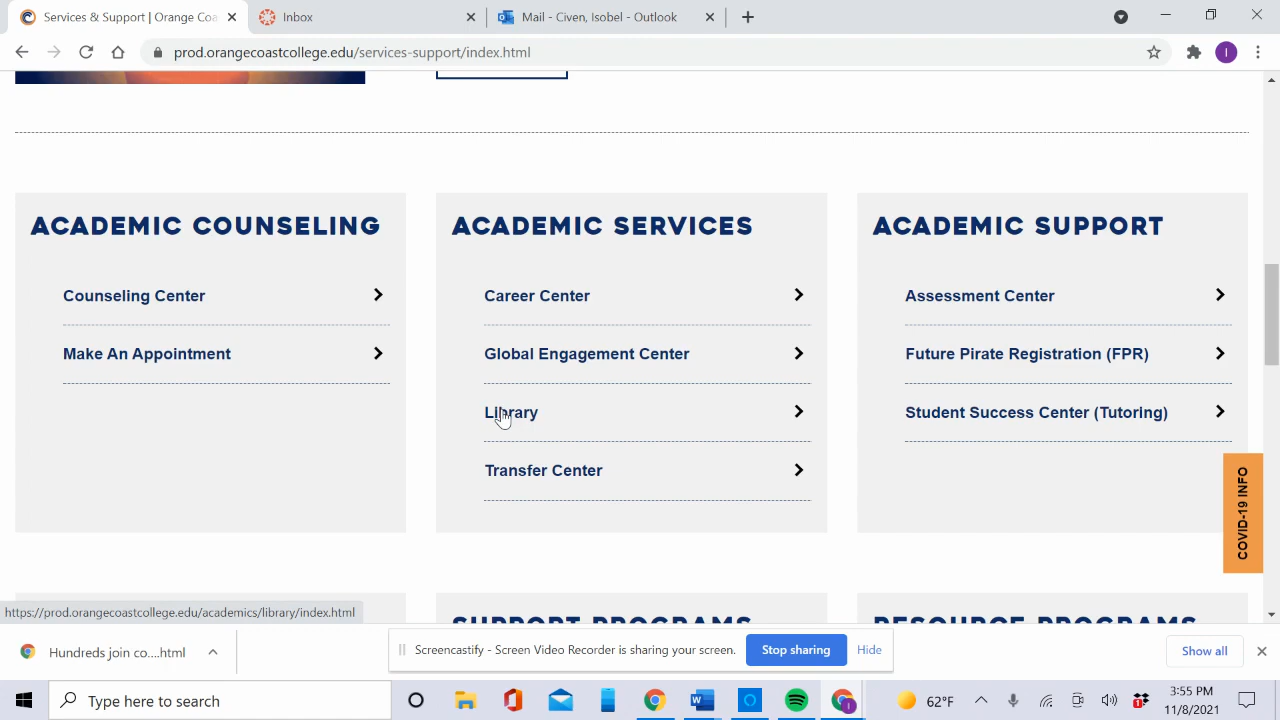 Services & Support | Orange Coa
Inbox
Mail - Civen, Isobel - Outlook
prod.orangecoastcollege.edu/services-support/index.html
I
ACADEMIC COUNSELING
Counseling Center
Make An Appointment
ACADEMIC SERVICES
Career Center
Global Engagement Center
Library
Transfer Center
ACADEMIC SUPPORT
Assessment Center
Future Pirate Registration (FPR)
Student Success Center (Tutoring)
COVID-19 INFO
SUPPORT PROGRAMS
RESOURCE PROGRAMS
https://prod.orangecoastcollege.edu/academics/library/index.html
Hundreds join co....html
Screencastify - Screen Video Recorder is sharing your screen.
Stop sharing
Hide
Show all
Type here to search
62°F
3:55 PM
11/8/2021